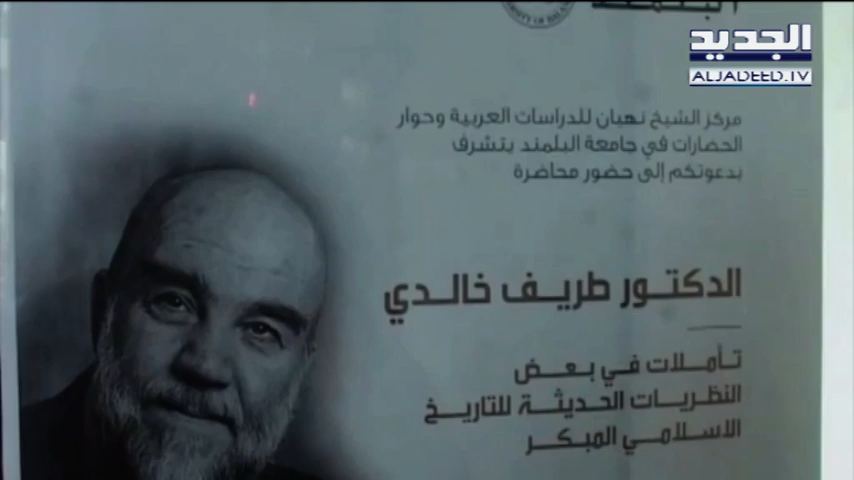 الجديد
ALJADEED.TV
مركز الشيخ نهيان للدراسات العربية وحوار
الحضارات في جامعة البلمند يتشرف
بدعوتكم إلى حضور محاضرة
الدكتور طريف خالدي
تأملات في بعض
النظريات الحديثة للتاريخ
الاسلامي المبكر